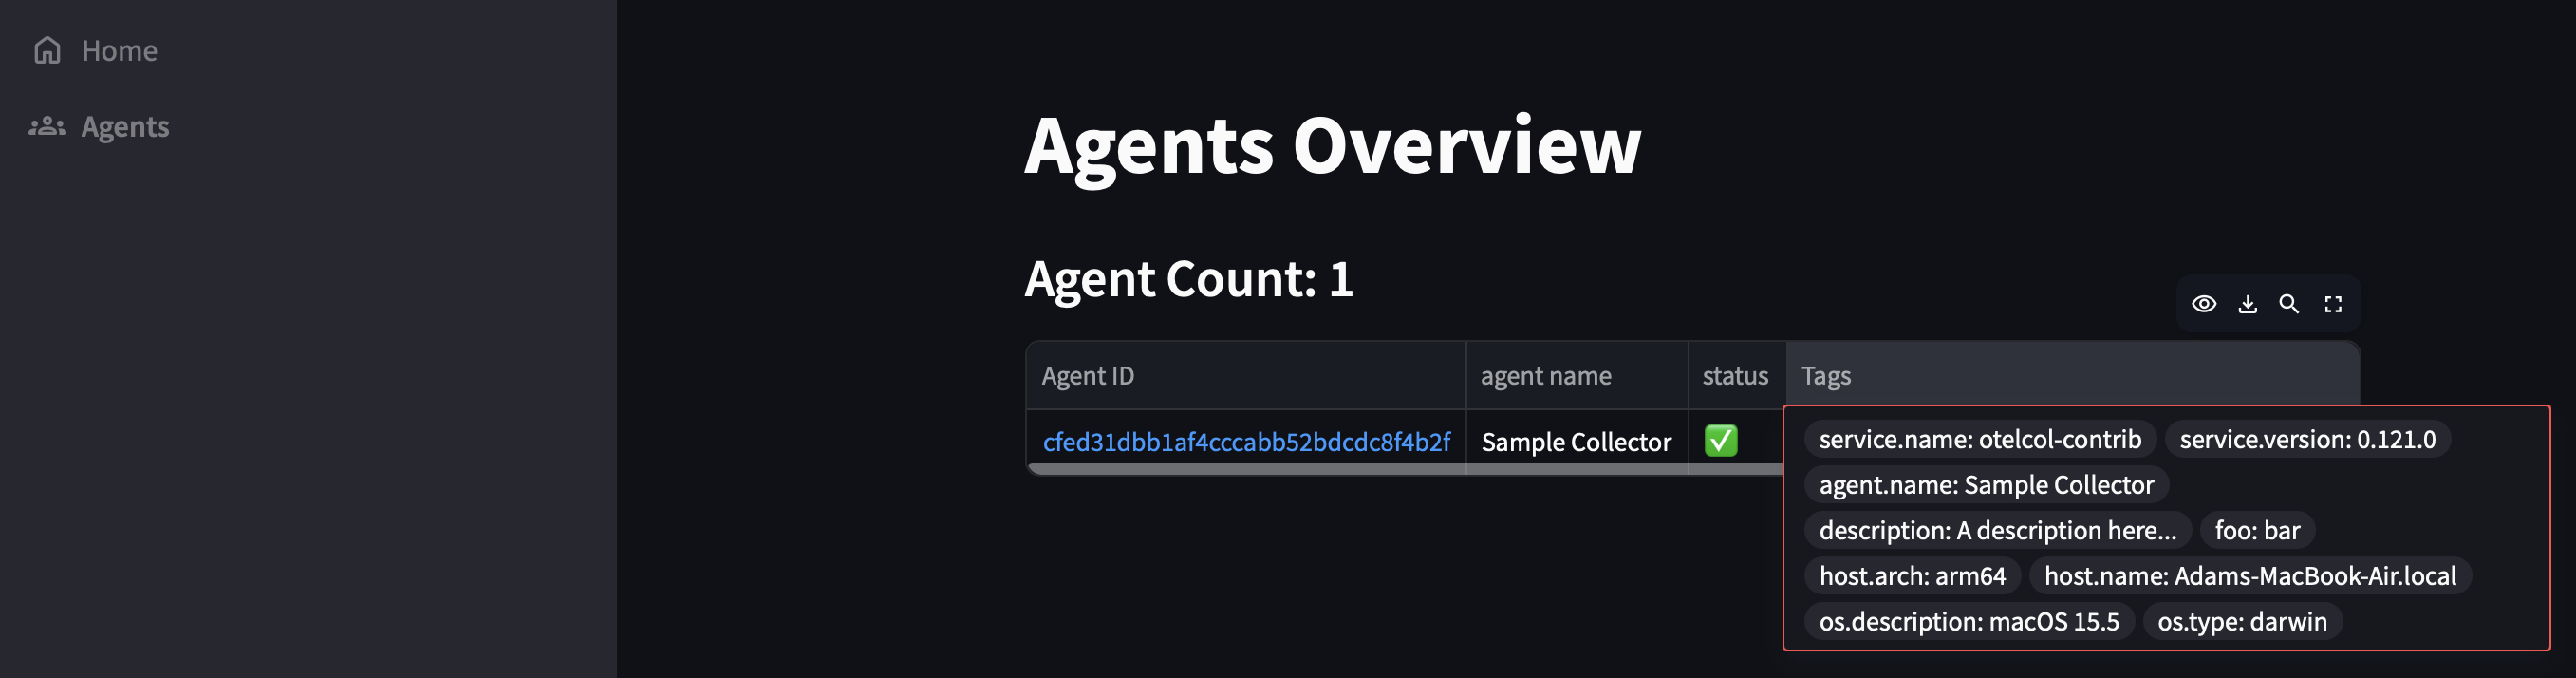 Home
Agents
Agents Overview
Agent Count: 1
Agent ID agent name status Tags
cfed31dbb1af4cccabb52bdcdc8f4b2f Sample Collector
service.name: otelcol-contrib service.version: 0.121.0
agent.name: Sample Collector
description: A description here... foo: bar
host.arch: arm64 host.name: Adams-MacBook-Air.local
os.description: macOS 15.5 os.type: darwin